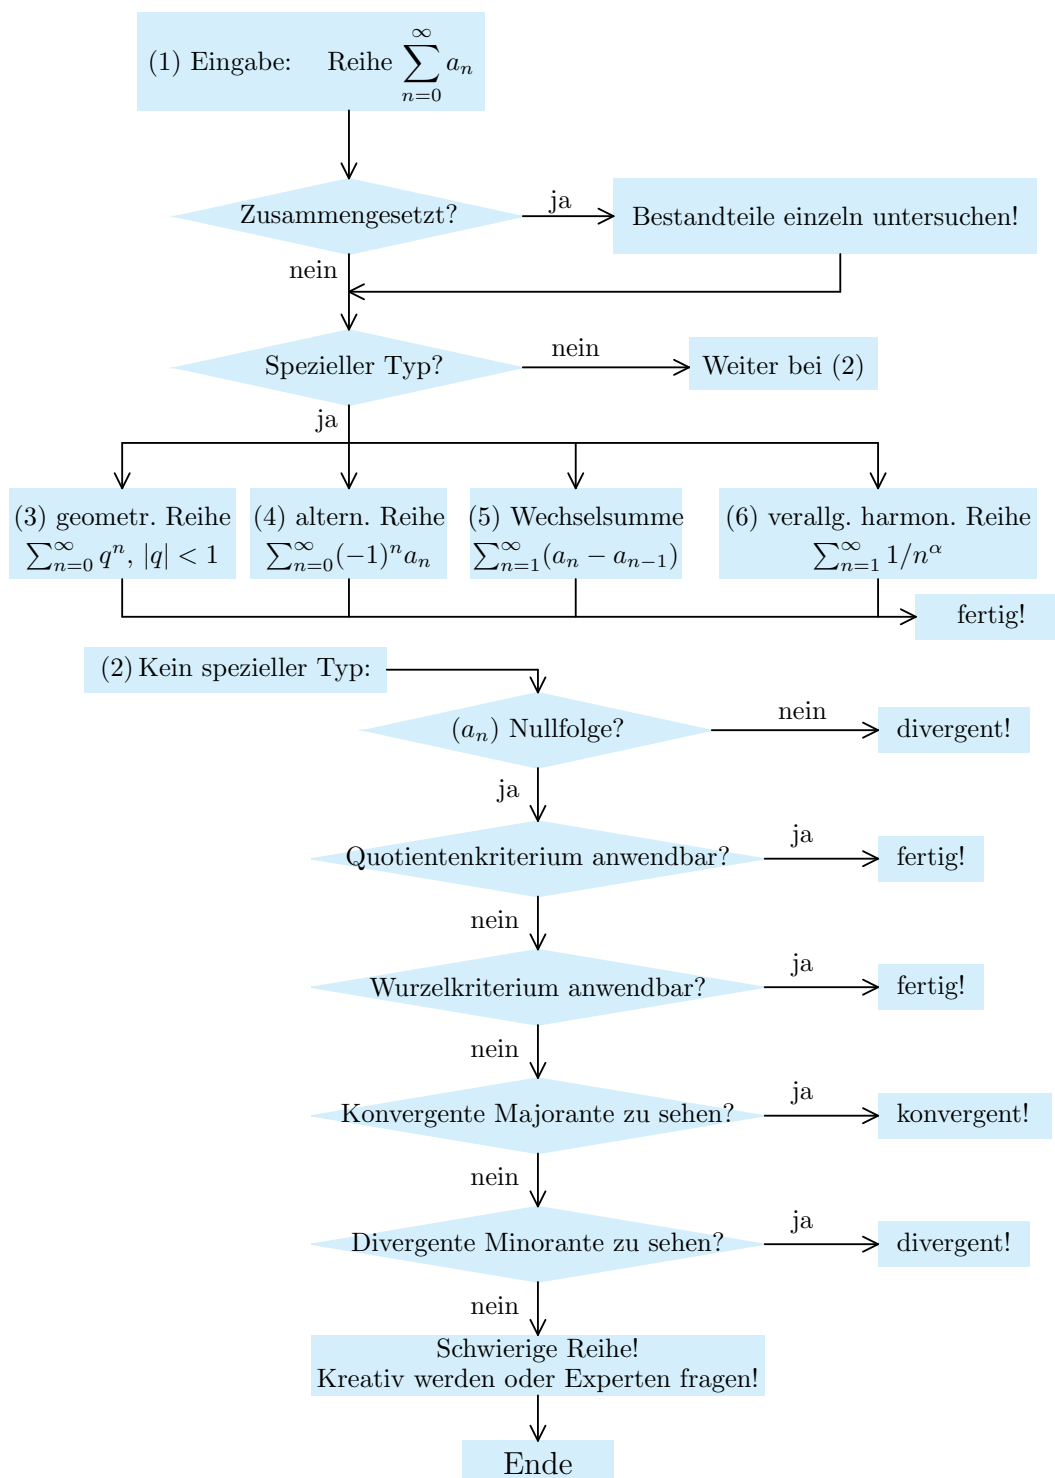 (1) Eingabe: Reihe $\sum_{n=0}^{\infty} a_n$
Zusammengesetzt?
ja
Bestandteile einzeln untersuchen!
nein
Spezieller Typ?
nein
Weiter bei (2)
ja
(3) geometr. Reihe
$\sum_{n=0}^{\infty} q^n$, $|q| < 1$
(4) altern. Reihe
$\sum_{n=0}^{\infty} (-1)^n a_n$
(5) Wechselsumme
$\sum_{n=1}^{\infty} (a_n - a_{n-1})$
(6) verallg. harmon. Reihe
$\sum_{n=1}^{\infty} 1/n^{\alpha}$
fertig!
(2) Kein spezieller Typ:
$(a_n)$ Nullfolge?
nein
divergent!
ja
Quotientenkriterium anwendbar?
ja
fertig!
nein
Wurzelkriterium anwendbar?
ja
fertig!
nein
Konvergente Majorante zu sehen?
ja
konvergent!
nein
Divergente Minorante zu sehen?
ja
divergent!
nein
Schwierige Reihe!
Kreativ werden oder Experten fragen!
Ende